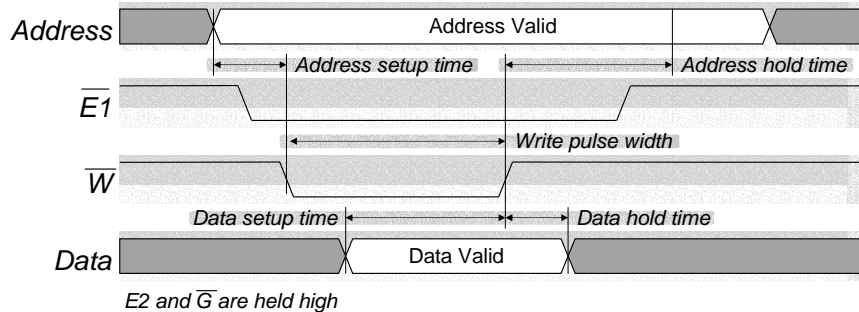 Address Address Valid
Address setup time Address hold time
E1
Write pulse width
W
Data setup time Data hold time
Data Data Valid
E2 and G are held high